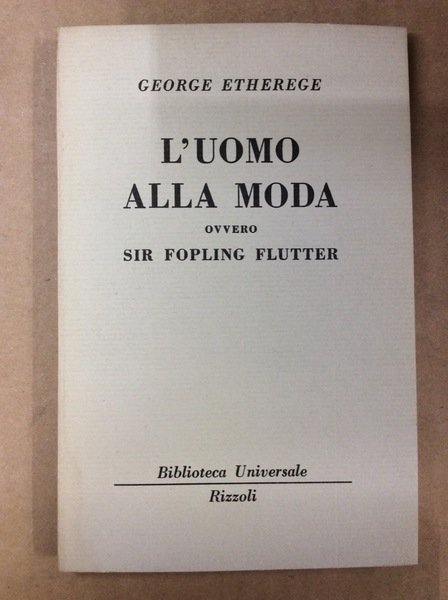 GEORGE ETHEREGE
L'UOMO
ALLA MODA
OVVERO
SIR FOPLING FLUTTER
Biblioteca Universale
Rizzoli